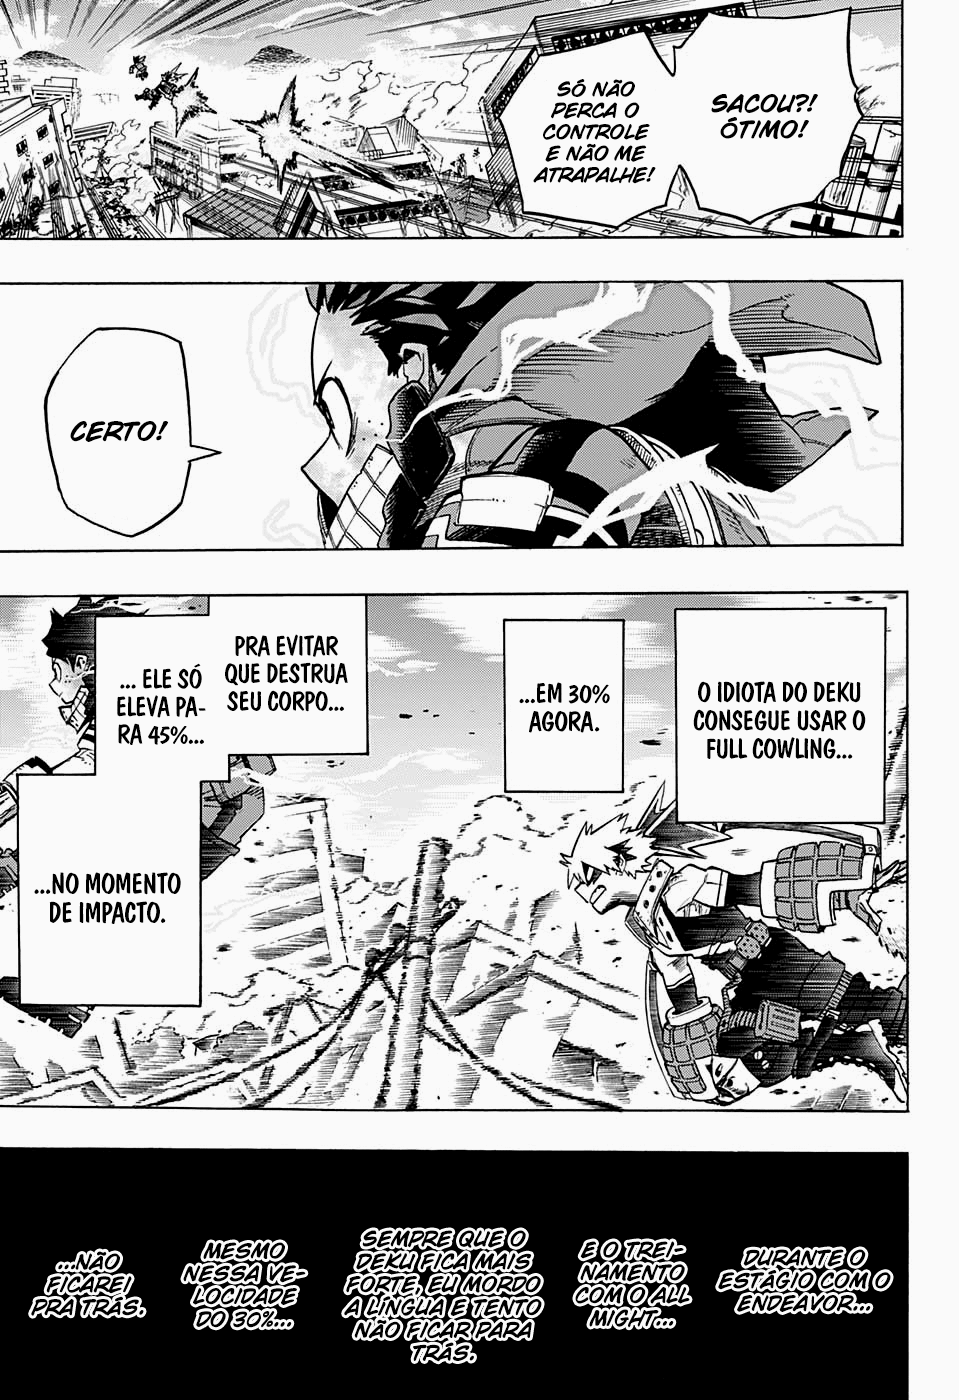 SACOU?!
ÓTIMO!
SÓ NÃO
PERCA O
CONTROLE
E NÃO ME
ATRAPALHE!
CERTO!
O IDIOTA DO DEKU
CONSEGUE USAR O
FULL COWLING...
...EM 30%
AGORA.
PRA EVITAR
QUE DESTRUA
SEU CORPO...
... ELE SÓ
ELEVA PA-
RA 45%...
...NO MOMENTO
DE IMPACTO.
DURANTE O
ESTÁGIO COM O
ENDEAVOR...
E O TREI-
NAMENTO
COM O ALL
MIGHT...
SEMPRE QUE O
DEKU FICA MAIS
FORTE, EU MORDO
A LÍNGUA E TENTO
NÃO FICAR PARA
TRÁS.
MESMO
NESSA VE-
LOCIDADE
DO 30%...
...NÃO
FICAREI
PRA TRÁS.